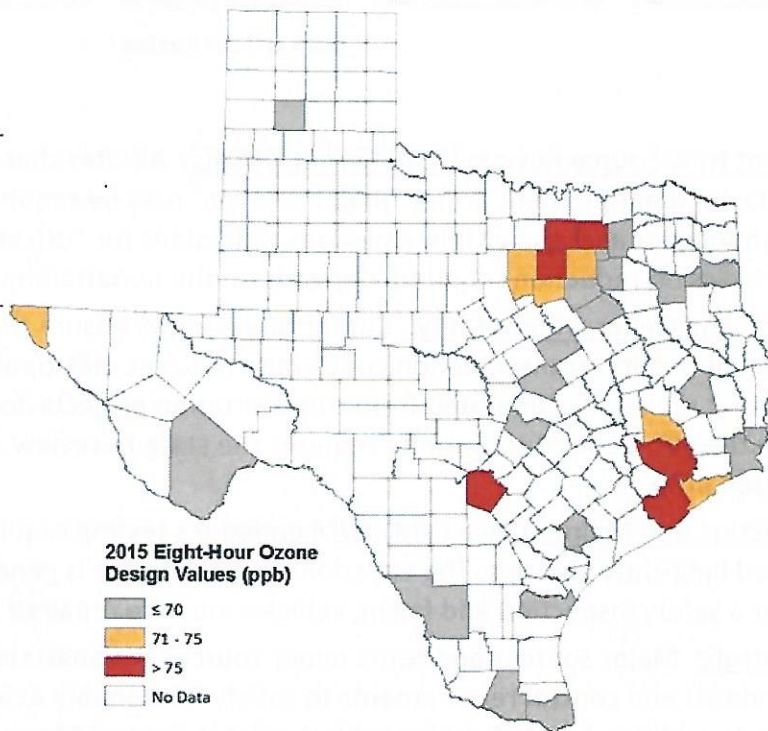 2015 Eight-Hour Ozone
Design Values (ppb)
≤ 70
71 - 75
> 75
No Data